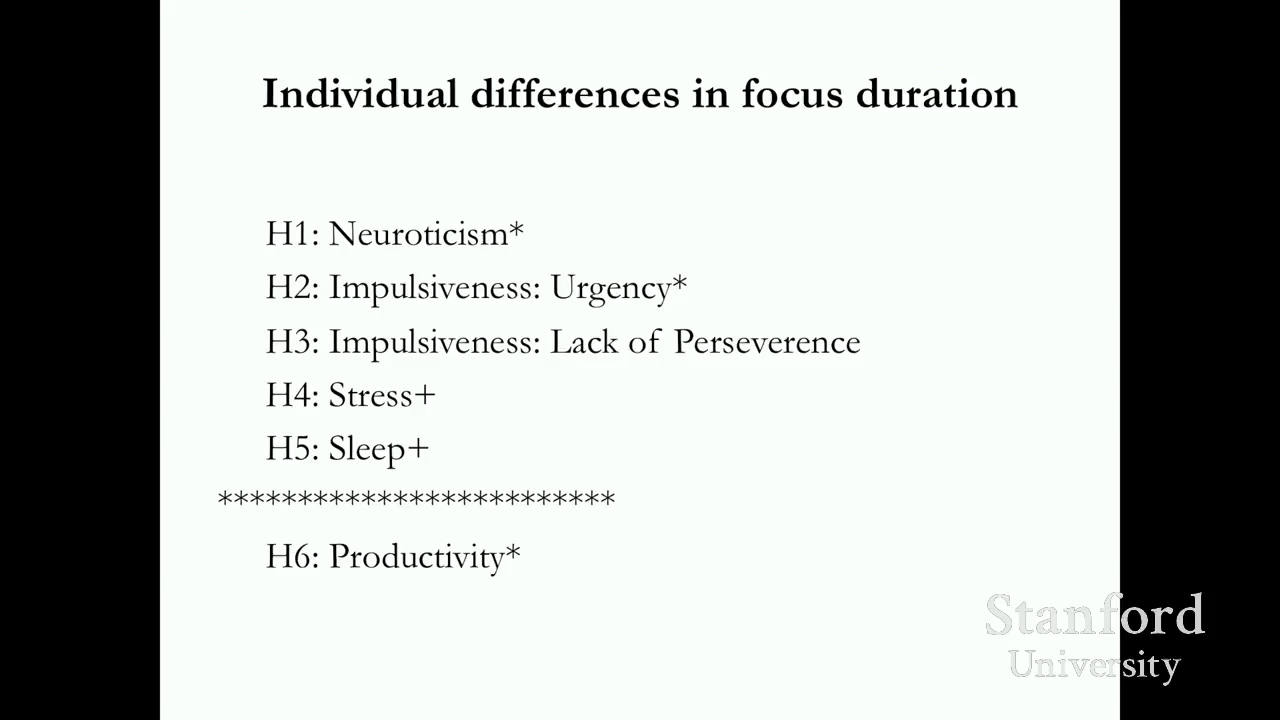 Individual differences in focus duration
H1: Neuroticism*
H2: Impulsiveness: Urgency*
H3: Impulsiveness: Lack of Perseverence
H4: Stress+
H5: Sleep+
*************************
H6: Productivity*
Stanford
University